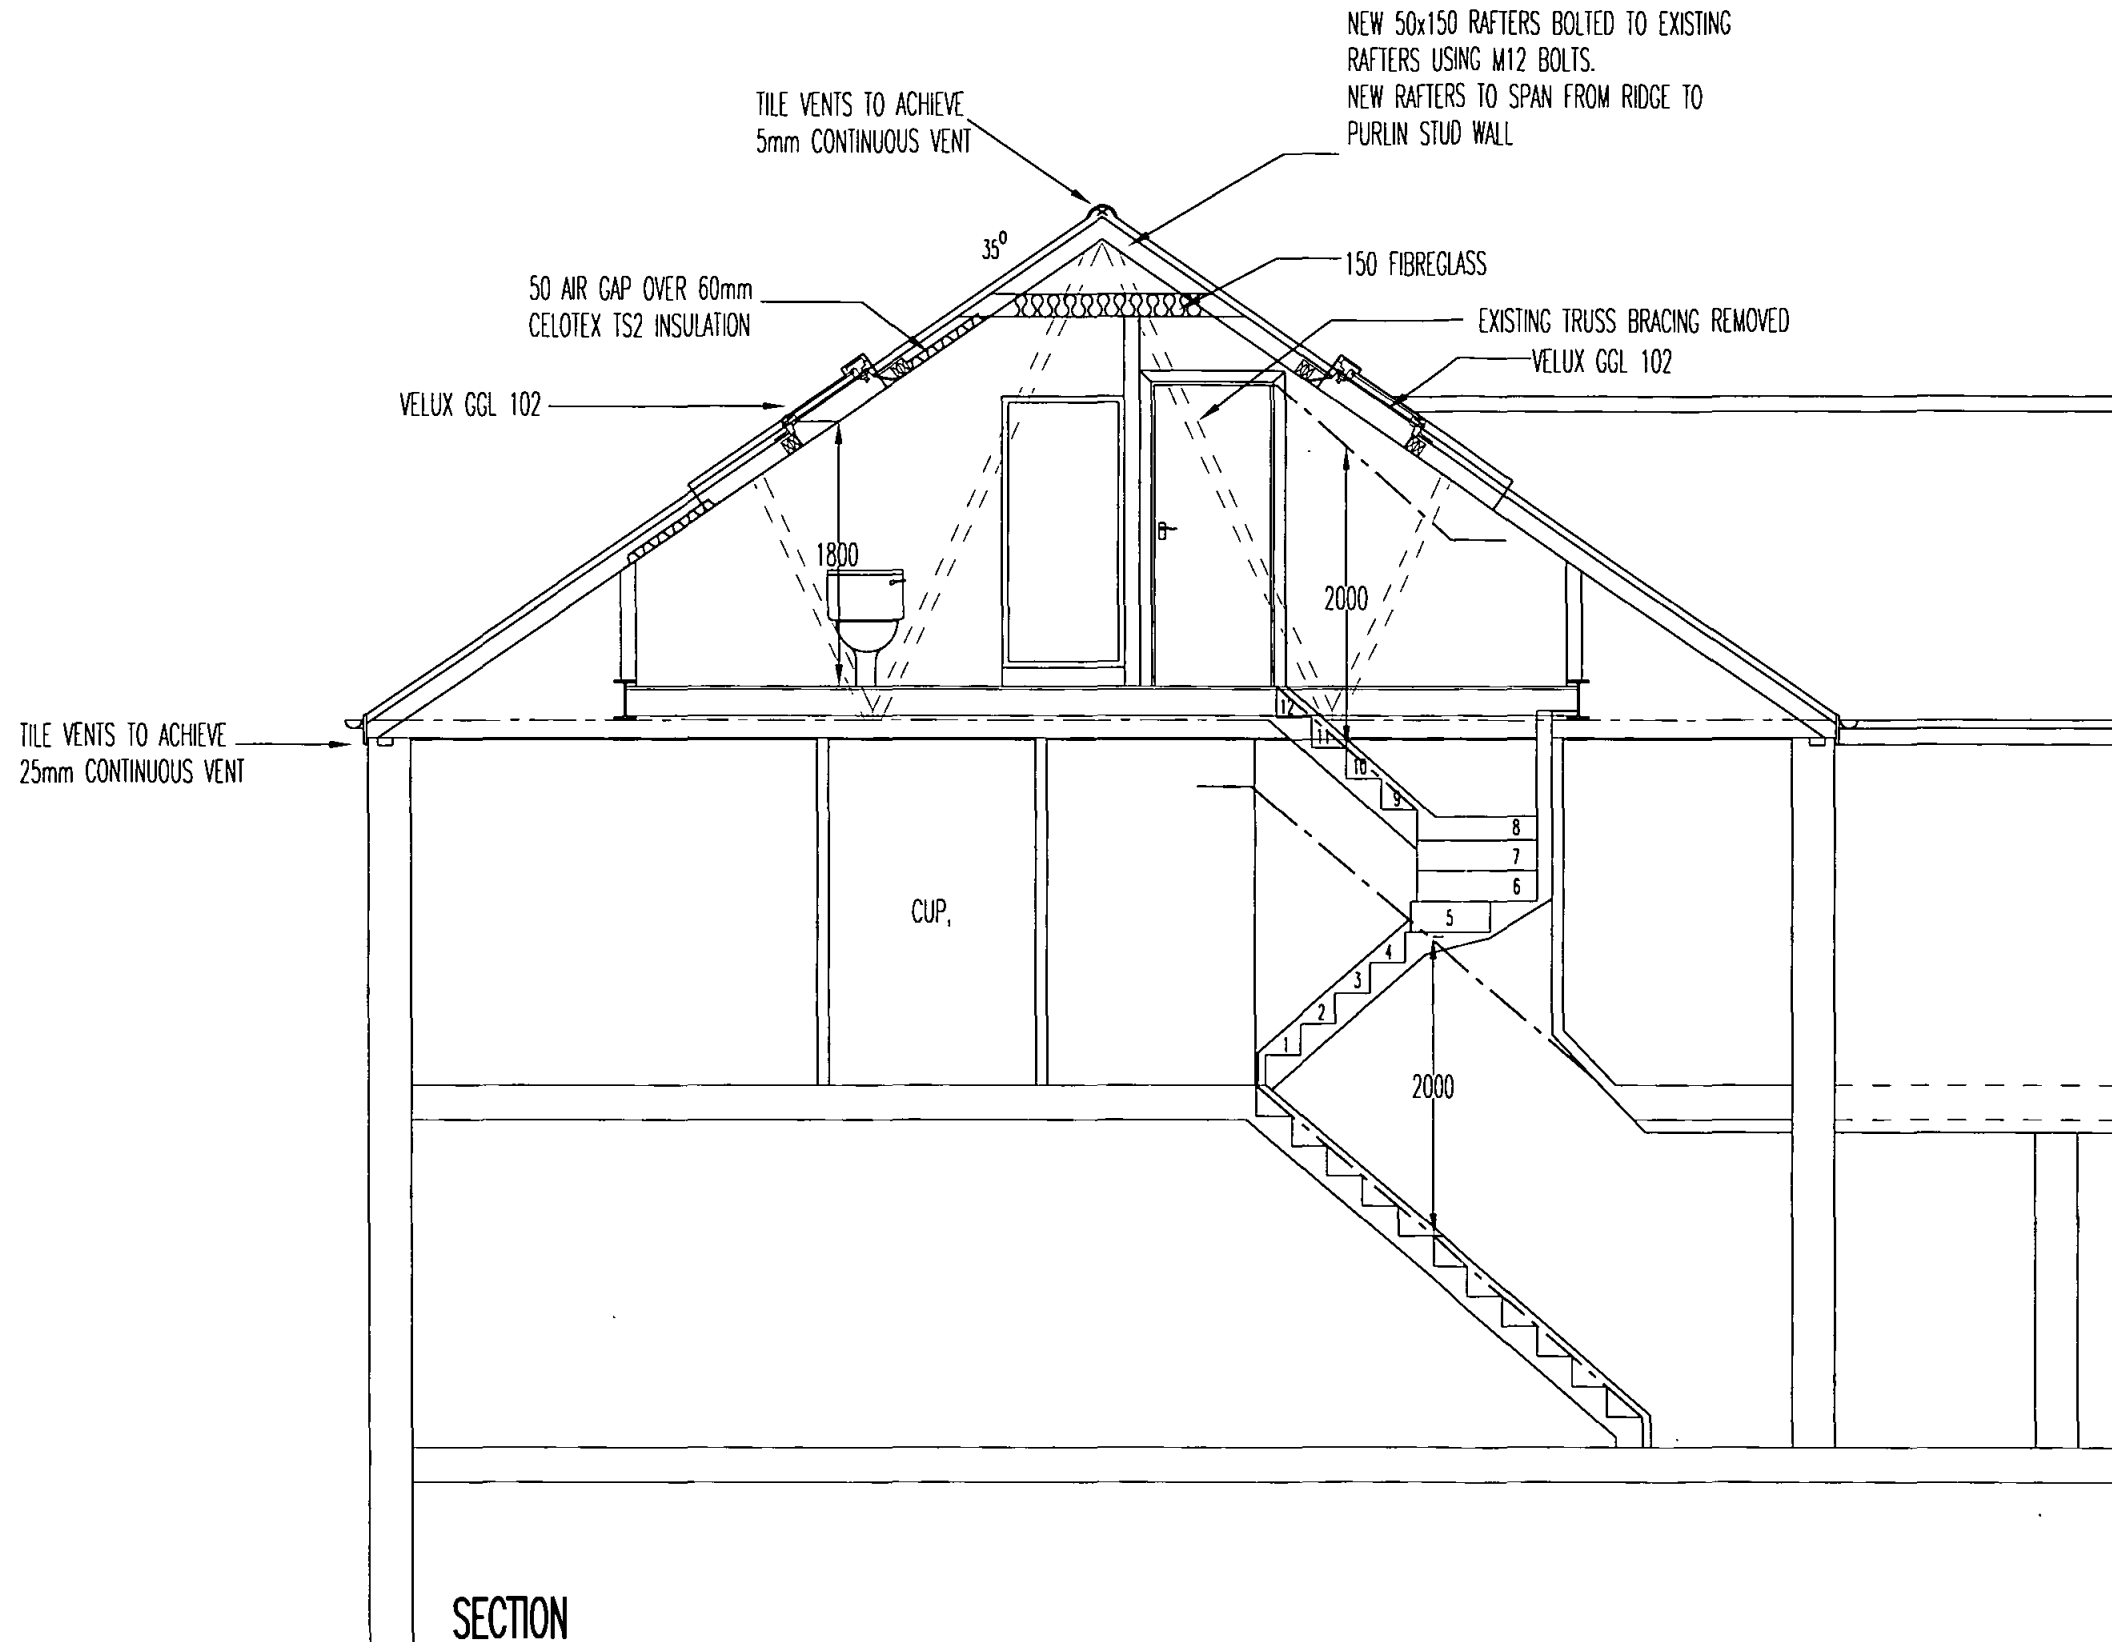 NEW 50x150 RAFTERS BOLTED TO EXISTING
RAFTERS USING M12 BOLTS.
NEW RAFTERS TO SPAN FROM RIDGE TO
PURLIN STUD WALL
TILE VENTS TO ACHIEVE
5mm CONTINUOUS VENT
35°
150 FIBREGLASS
50 AIR GAP OVER 60mm
CELOTEX TS2 INSULATION
EXISTING TRUSS BRACING REMOVED
VELUX GGL 102
VELUX GGL 102
1800
2000
TILE VENTS TO ACHIEVE
25mm CONTINUOUS VENT
12
11
10
9
8
7
6
5
4
3
2
1
CUP,
2000
SECTION